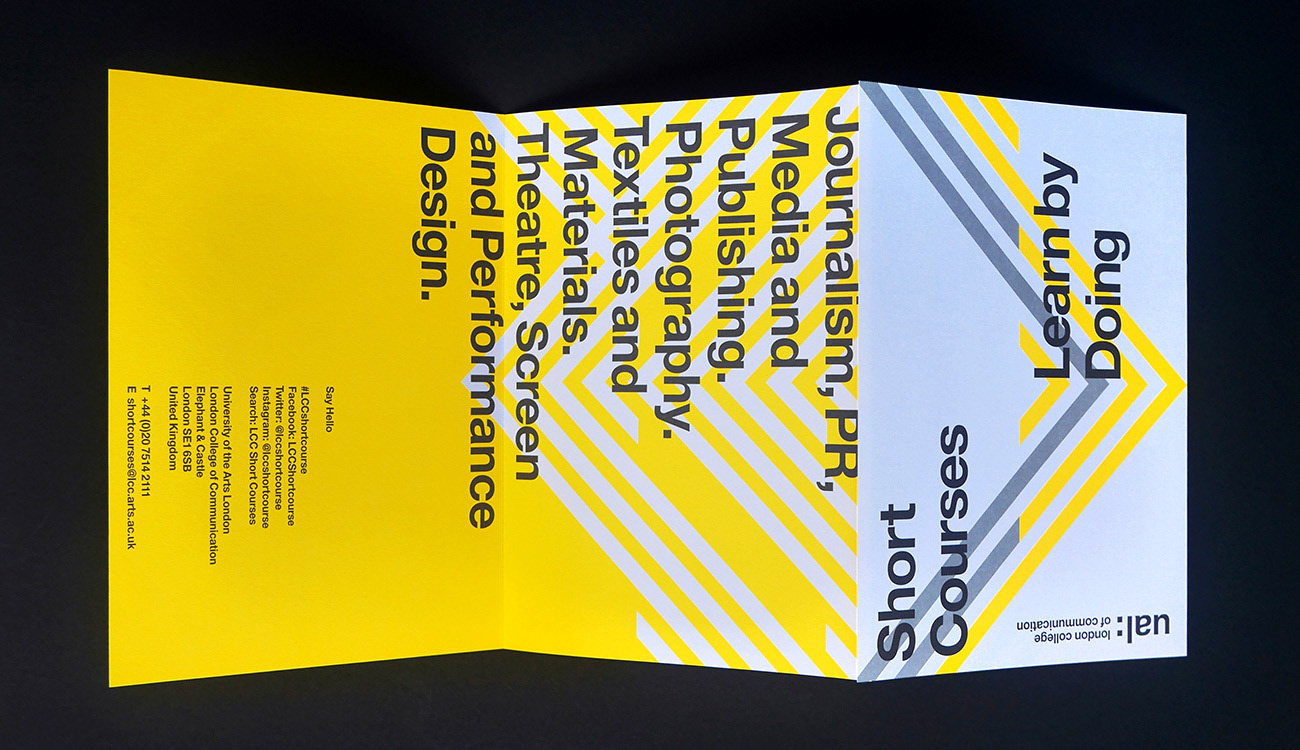 Learn by
Doing
Short
Courses
ual: london college
of communication
Journalism, PR,
Media and
Publishing.
Photography.
Textiles and
Materials.
Theatre, Screen
and Performance
Design.
Say Hello
#LCCshortcourse
Facebook: LCCShortcourse
Twitter: @lccshortcourse
Instagram: @lccshortcourse
Search: LCC Short Courses
University of the Arts London
London College of Communication
Elephant & Castle
London SE1 6SB
United Kingdom
T +44 (0)20 7514 2111
E shortcourses@lcc.arts.ac.uk